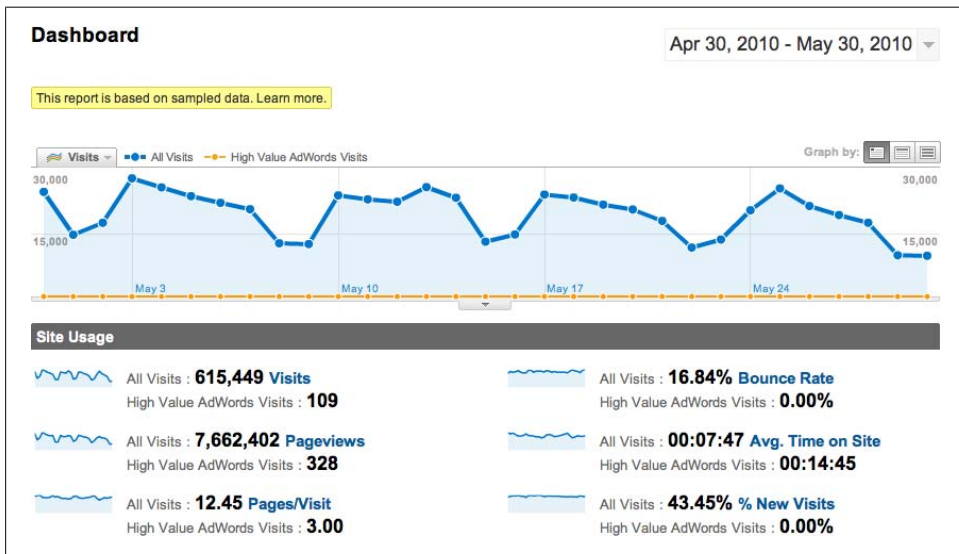 Dashboard
Apr 30, 2010 - May 30, 2010
This report is based on sampled data. Learn more.
Visits All Visits High Value AdWords Visits Graph by:
30,000 30,000
15,000 15,000
May 3 May 10 May 17 May 24
Site Usage
All Visits : 615,449 Visits
High Value AdWords Visits : 109
All Visits : 16.84% Bounce Rate
High Value AdWords Visits : 0.00%
All Visits : 7,662,402 Pageviews
High Value AdWords Visits : 328
All Visits : 00:07:47 Avg. Time on Site
High Value AdWords Visits : 00:14:45
All Visits : 12.45 Pages/Visit
High Value AdWords Visits : 3.00
All Visits : 43.45% % New Visits
High Value AdWords Visits : 0.00%